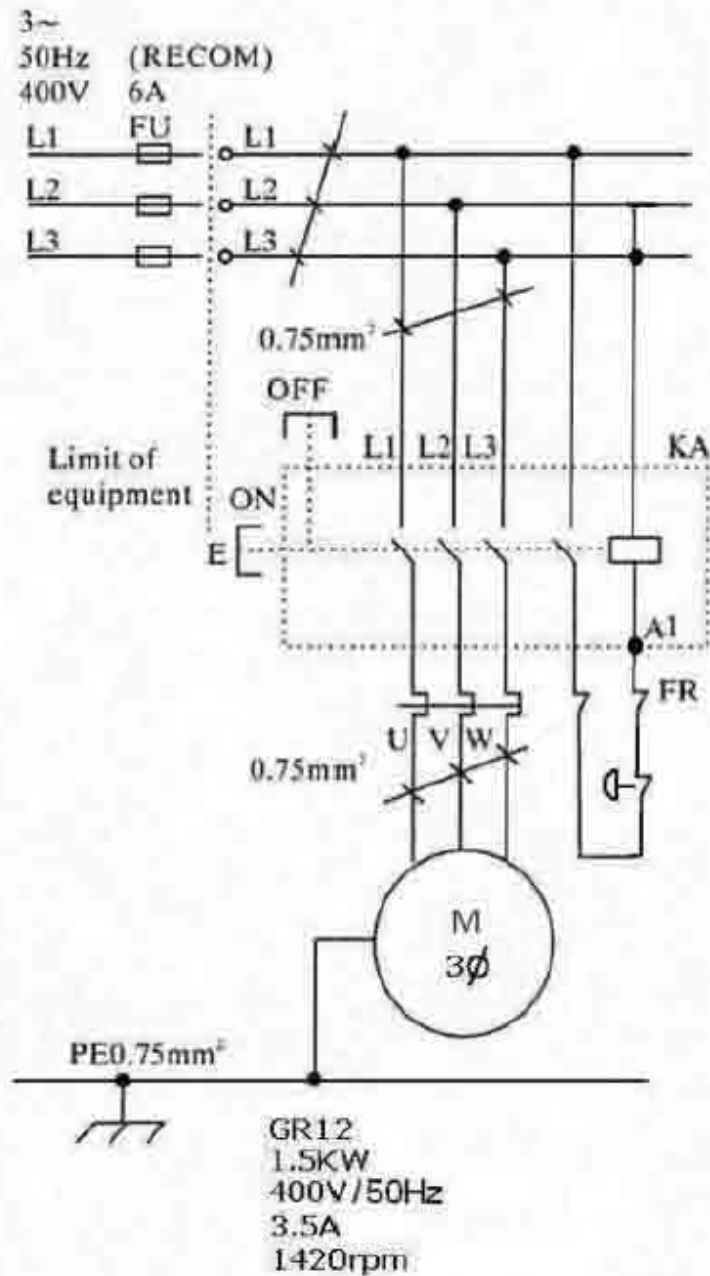 3~
50Hz (RECOM)
400V 6A
L1 FU L1
L2 L2
L3 L3
0.75mm²
OFF
L1 L2 L3 KA
Limit of
equipment
ON
E
A1
FR
U V W
0.75mm²
M
3Ø
PE0.75mm²
GR12
1.5KW
400V/50Hz
3.5A
1420rpm